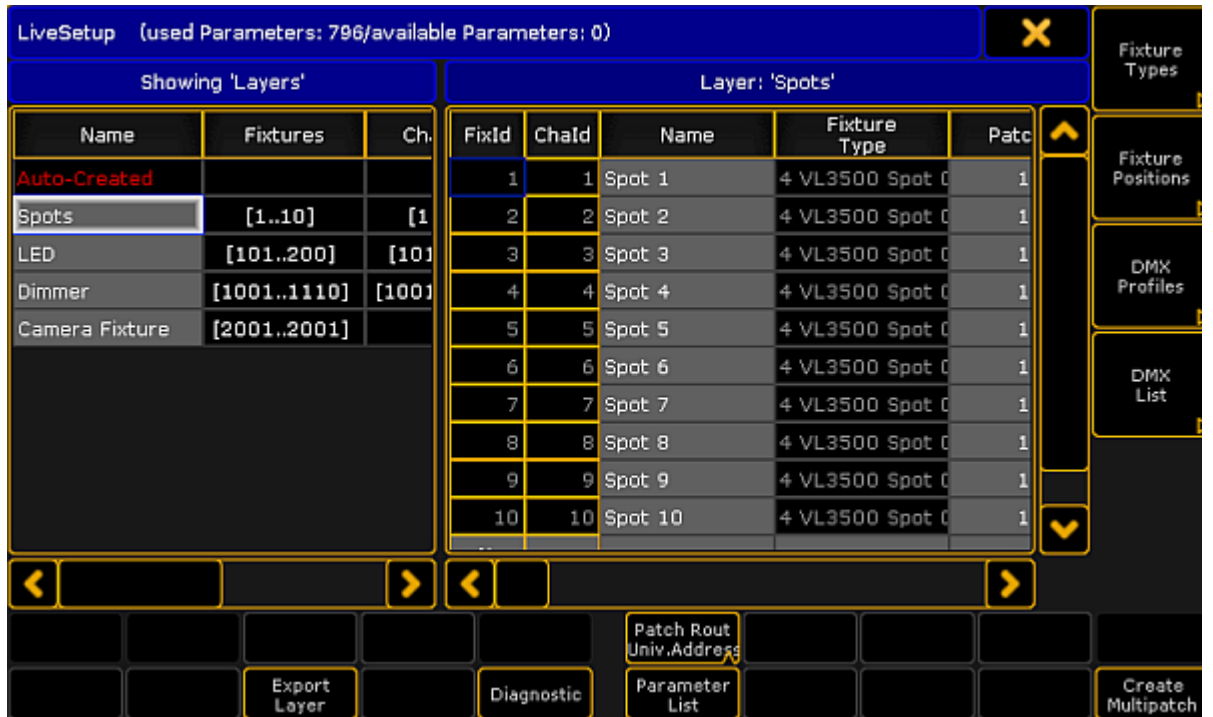 LiveSetup (used Parameters: 796/available Parameters: 0)
Showing 'Layers'
Layer: 'Spots'
Name Fixtures Ch.
Auto-Created
Spots [1..10] [1
LED [101..200] [101
Dimmer [1001..1110] [1001
Camera Fixture [2001..2001]
FixId ChaId Name Fixture Type Patc
1 1 Spot 1 4 VL3500 Spot 1
2 2 Spot 2 4 VL3500 Spot 1
3 3 Spot 3 4 VL3500 Spot 1
4 4 Spot 4 4 VL3500 Spot 1
5 5 Spot 5 4 VL3500 Spot 1
6 6 Spot 6 4 VL3500 Spot 1
7 7 Spot 7 4 VL3500 Spot 1
8 8 Spot 8 4 VL3500 Spot 1
9 9 Spot 9 4 VL3500 Spot 1
10 10 Spot 10 4 VL3500 Spot 1
Fixture
Types
Fixture
Positions
DMX
Profiles
DMX
List
Patch Rout
Univ.Address
Export
Layer
Diagnostic
Parameter
List
Create
Multipatch